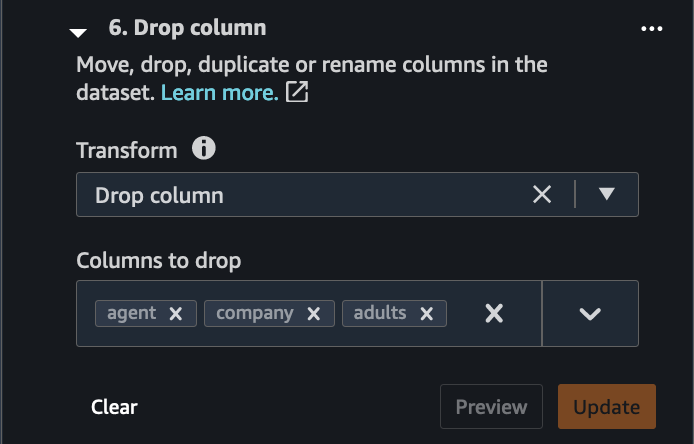 6. Drop column
Move, drop, duplicate or rename columns in the
dataset. Learn more.
Transform
Drop column
Columns to drop
agent company adults
Clear Preview Update